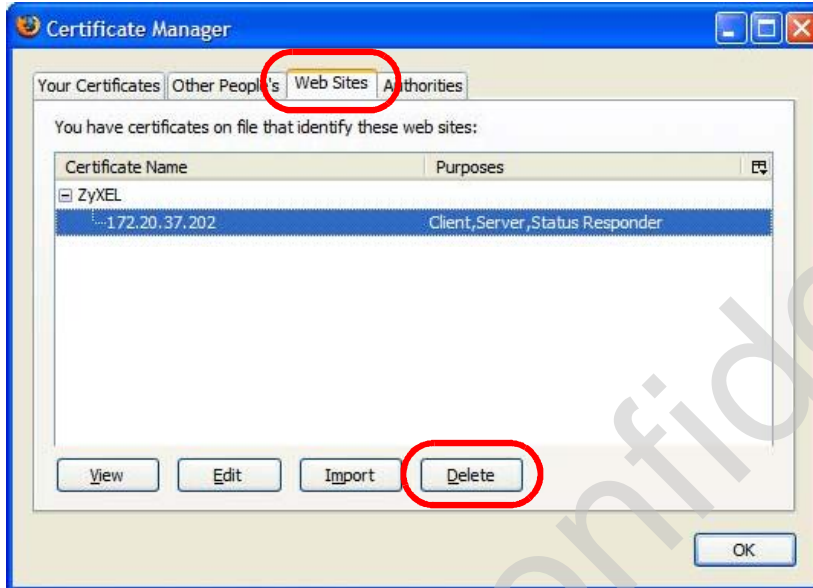 Certificate Manager
Your Certificates Other People's Web Sites Authorities
You have certificates on file that identify these web sites:
Certificate Name Purposes
ZyXEL
172.20.37.202 Client,Server,Status Responder
View Edit Import Delete
OK